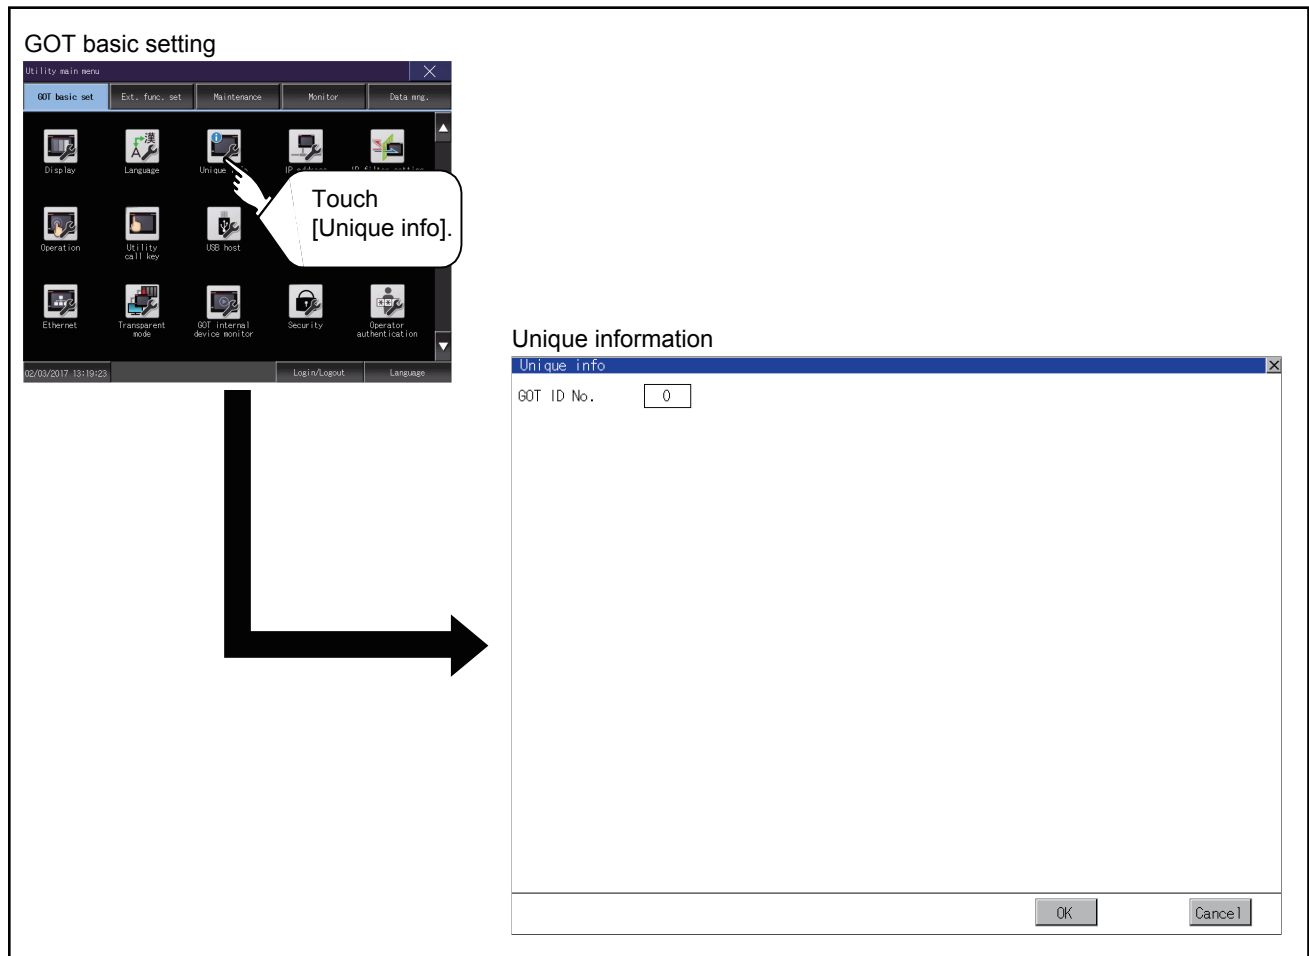 GOT basic setting
Utility main menu
GOT basic set Ext. func. set Maintenance Monitor Data mng.
漢
A
Display Language Unique
Touch
[Unique info].
Operation Utility call key USB host
Ethernet Transparent mode GOT internal device monitor Security Operator authentication
02/03/2017 13:19:23 Login/Logout Language
Unique information
Unique info
GOT ID No. 0
OK Cancel